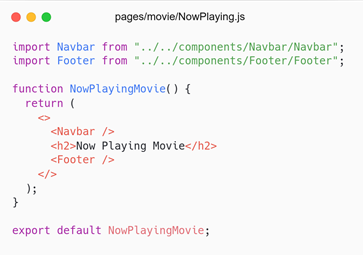 pages/movie/NowPlaying.js
import Navbar from "../../components/Navbar/Navbar";
import Footer from "../../components/Footer/Footer";
function NowPlayingMovie() {
return (
<>
<Navbar />
<h2>Now Playing Movie</h2>
<Footer />
</>
);
}
export default NowPlayingMovie;